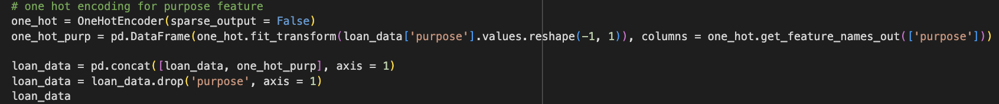 # one hot encoding for purpose feature
one_hot = OneHotEncoder(sparse_output = False)
one_hot_purp = pd.DataFrame(one_hot.fit_transform(loan_data['purpose'].values.reshape(-1, 1)), columns = one_hot.get_feature_names_out(['purpose']))
loan_data = pd.concat([loan_data, one_hot_purp], axis = 1)
loan_data = loan_data.drop('purpose', axis = 1)
loan_data